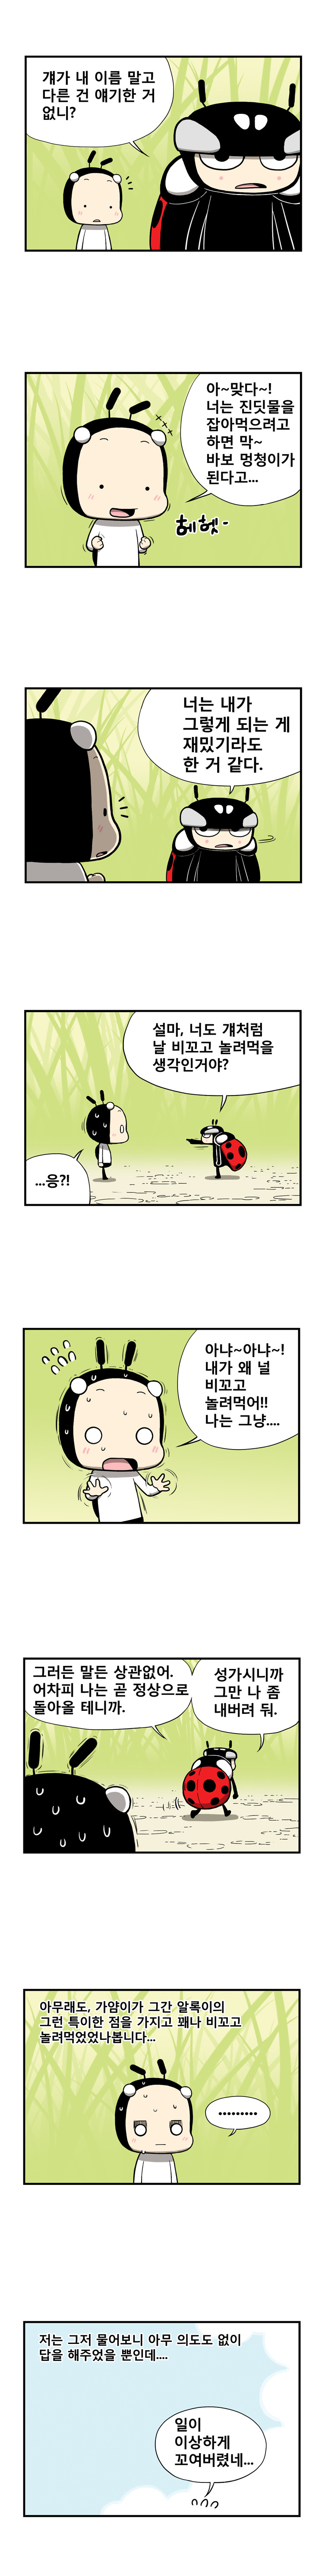 걔가 내 이름 말고
다른 건 얘기한 거
없니?
아~맞다~!
너는 진딧물을
잡아먹으려고
하면 막~
바보 멍청이가
된다고...
헤헷-
너는 내가
그렇게 되는 게
재밌기라도
한 거 같다.
설마, 너도 걔처럼
날 비꼬고 놀려먹을
생각인거야?
...응?!
아냐~아냐~!
내가 왜 널
비꼬고
놀려먹어!!
나는 그냥....
그러든 말든 상관없어.
어차피 나는 곧 정상으로
돌아올 테니까.
성가시니까
그만 나 좀
내버려 둬.
아무래도, 가얌이가 그간 알록이의
그런 특이한 점을 가지고 꽤나 비꼬고
놀려먹었었나봅니다...
.........
저는 그저 물어보니 아무 의도도 없이
답을 해주었을 뿐인데....
일이
이상하게
꼬여버렸네...